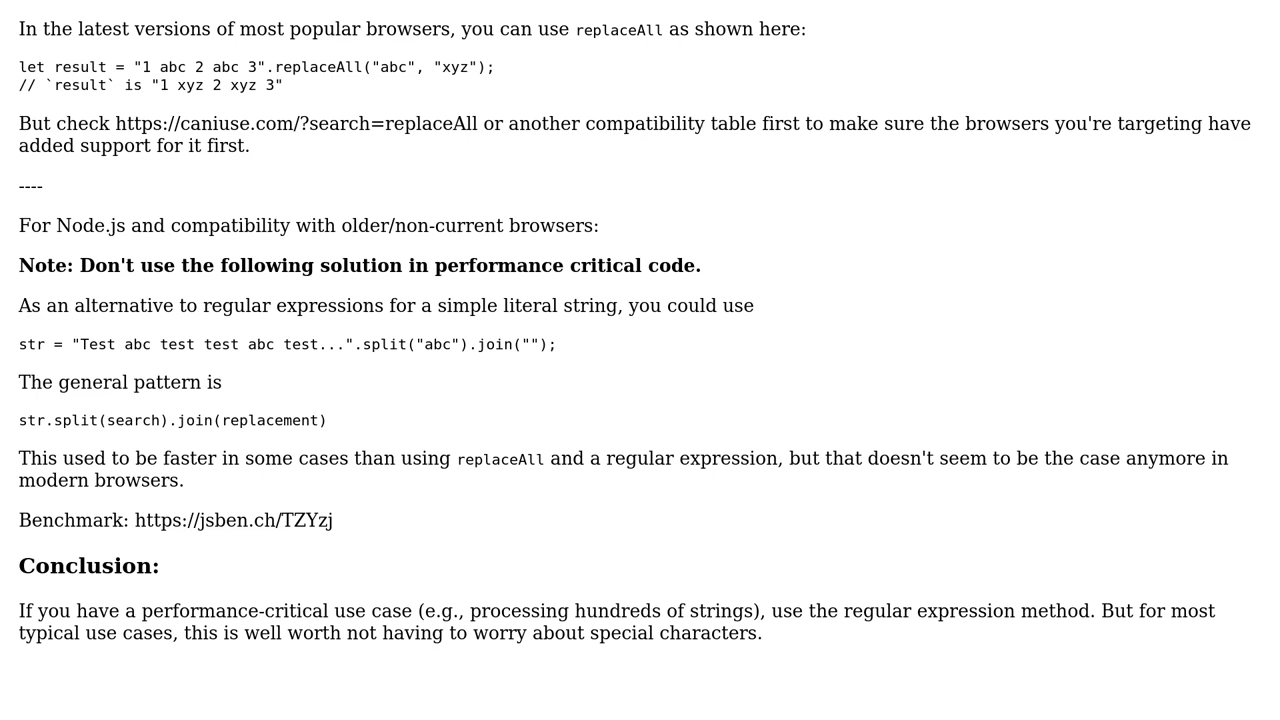 In the latest versions of most popular browsers, you can use replaceAll as shown here:
let result = "1 abc 2 abc 3".replaceAll("abc", "xyz");
// `result` is "1 xyz 2 xyz 3"
But check https://caniuse.com/?search=replaceAll or another compatibility table first to make sure the browsers you're targeting have
added support for it first.
----
For Node.js and compatibility with older/non-current browsers:
Note: Don't use the following solution in performance critical code.
As an alternative to regular expressions for a simple literal string, you could use
str = "Test abc test test abc test...".split("abc").join("");
The general pattern is
str.split(search).join(replacement)
This used to be faster in some cases than using replaceAll and a regular expression, but that doesn't seem to be the case anymore in
modern browsers.
Benchmark: https://jsben.ch/TZYzj
Conclusion:
If you have a performance-critical use case (e.g., processing hundreds of strings), use the regular expression method. But for most
typical use cases, this is well worth not having to worry about special characters.